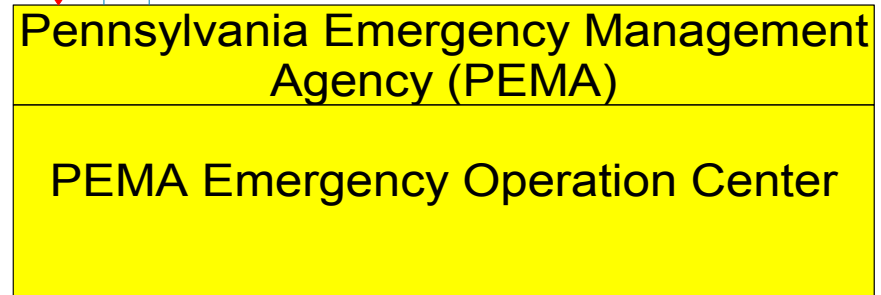 Pennsylvania Emergency Management
Agency (PEMA)
PEMA Emergency Operation Center